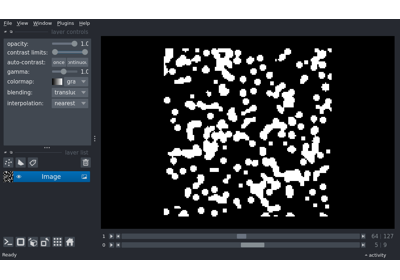 File View Window Plugins Help
layer controls
opacity: 1.0
contrast limits:
auto-contrast: once continuous
gamma: 1.0
colormap: gra
blending: translu
interpolation: nearest
layer list
Image
1 64 127
0 5 9
Ready activity